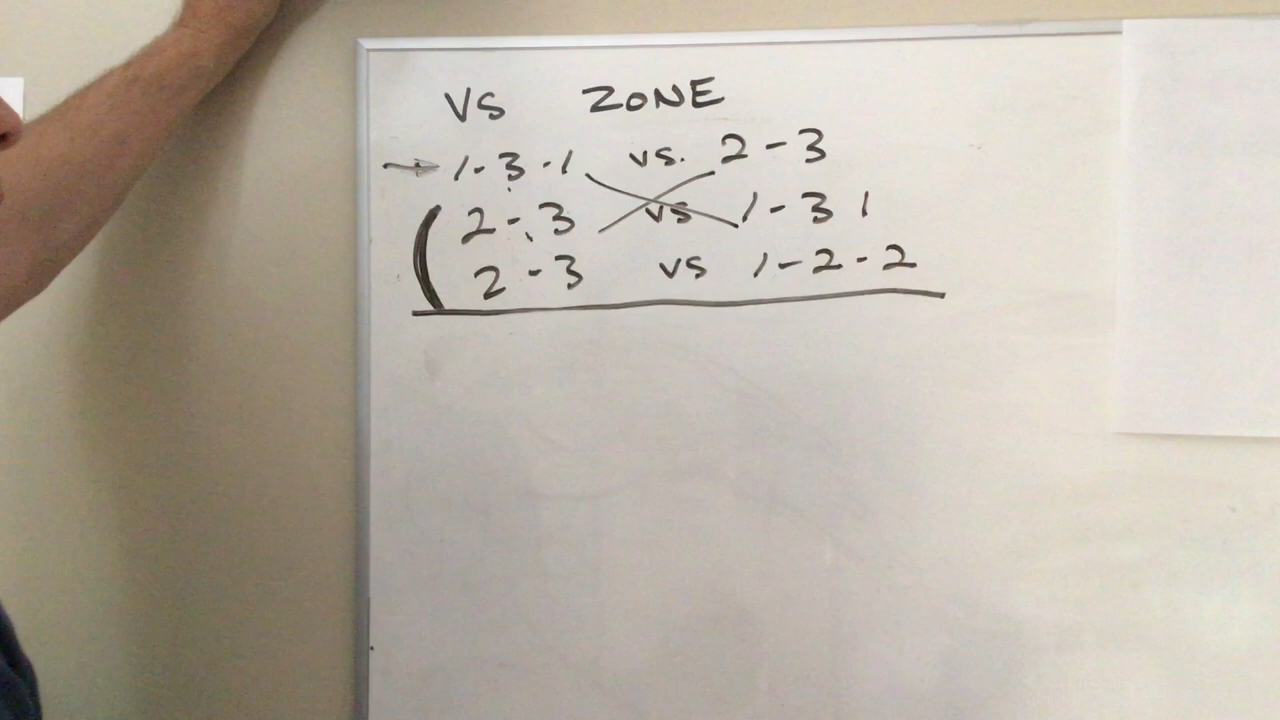 VS ZONE
→ 1-3-1 vs. 2-3
2-3 vs 1-3 1
2-3 vs 1-2-2